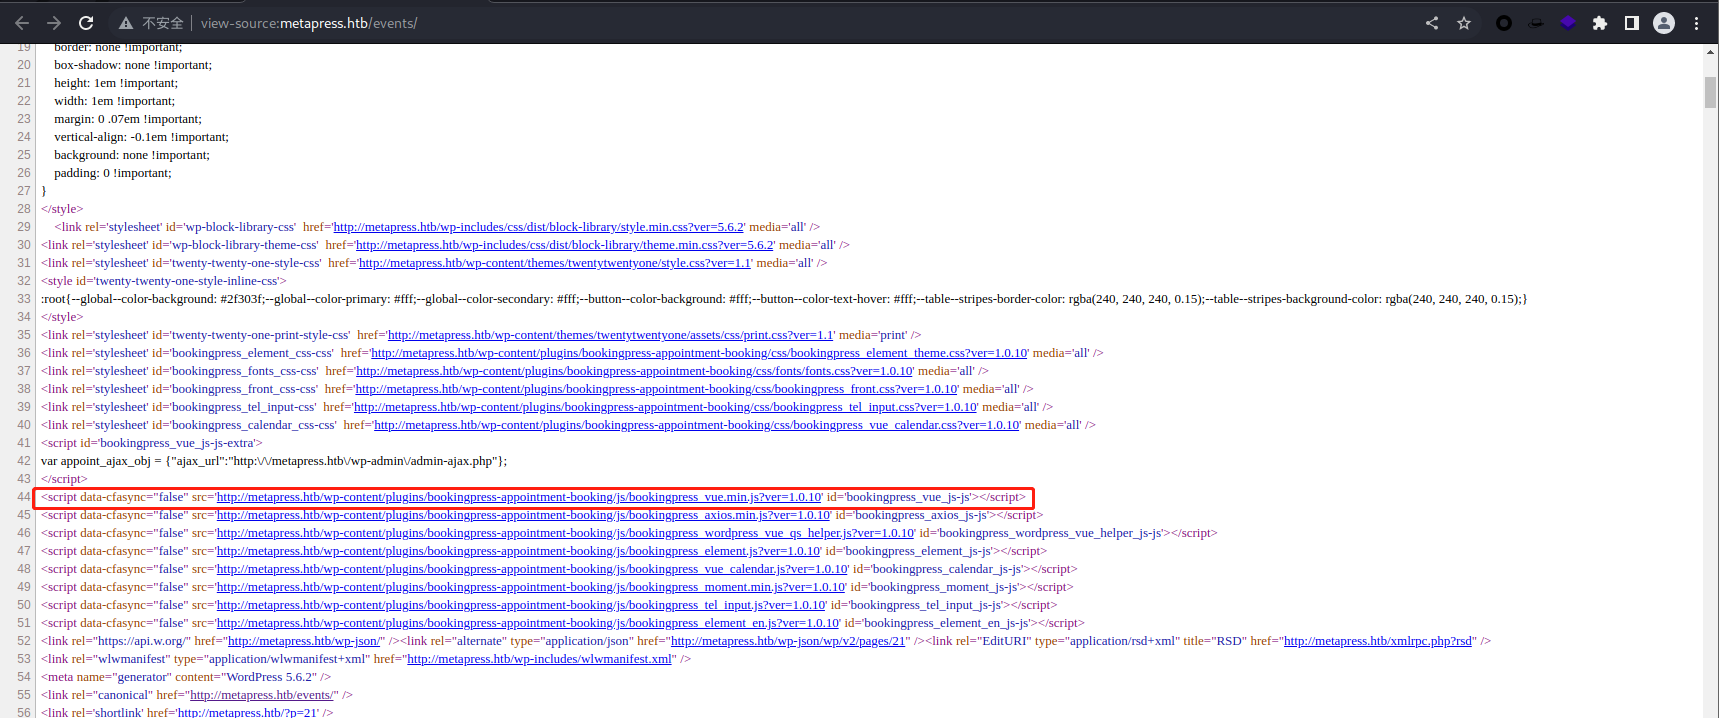 不安全 view-source:metapress.htb/events/
19 border: none !important;
20 box-shadow: none !important;
21 height: 1em !important;
22 width: 1em !important;
23 margin: 0 .07em !important;
24 vertical-align: -0.1em !important;
25 background: none !important;
26 padding: 0 !important;
27 }
28 </style>
29 <link rel='stylesheet' id='wp-block-library-css' href='http://metapress.htb/wp-includes/css/dist/block-library/style.min.css?ver=5.6.2' media='all' />
30 <link rel='stylesheet' id='wp-block-library-theme-css' href='http://metapress.htb/wp-includes/css/dist/block-library/theme.min.css?ver=5.6.2' media='all' />
31 <link rel='stylesheet' id='twenty-twenty-one-style-css' href='http://metapress.htb/wp-content/themes/twentytwentyone/style.css?ver=1.1' media='all' />
32 <style id='twenty-twenty-one-style-inline-css'>
33 :root{--global--color-background: #2f303f;--global--color-primary: #fff;--global--color-secondary: #fff;--button--color-background: #fff;--button--color-text-hover: #fff;--table--stripes-border-color: rgba(240, 240, 240, 0.15);--table--stripes-background-color: rgba(240, 240, 240, 0.15);}
34 </style>
35 <link rel='stylesheet' id='twenty-twenty-one-print-style-css' href='http://metapress.htb/wp-content/themes/twentytwentyone/assets/css/print.css?ver=1.1' media='print' />
36 <link rel='stylesheet' id='bookingpress_element_css-css' href='http://metapress.htb/wp-content/plugins/bookingpress-appointment-booking/css/bookingpress_element_theme.css?ver=1.0.10' media='all' />
37 <link rel='stylesheet' id='bookingpress_fonts_css-css' href='http://metapress.htb/wp-content/plugins/bookingpress-appointment-booking/css/fonts/fonts.css?ver=1.0.10' media='all' />
38 <link rel='stylesheet' id='bookingpress_front_css-css' href='http://metapress.htb/wp-content/plugins/bookingpress-appointment-booking/css/bookingpress_front.css?ver=1.0.10' media='all' />
39 <link rel='stylesheet' id='bookingpress_tel_input-css' href='http://metapress.htb/wp-content/plugins/bookingpress-appointment-booking/css/bookingpress_tel_input.css?ver=1.0.10' media='all' />
40 <link rel='stylesheet' id='bookingpress_calendar_css-css' href='http://metapress.htb/wp-content/plugins/bookingpress-appointment-booking/css/bookingpress_vue_calendar.css?ver=1.0.10' media='all' />
41 <script id='bookingpress_vue_js-js-extra'>
42 var appoint_ajax_obj = {"ajax_url":"http:\/\/metapress.htb\/wp-admin\/admin-ajax.php"};
43 </script>
44 <script data-cfasync="false" src='http://metapress.htb/wp-content/plugins/bookingpress-appointment-booking/js/bookingpress_vue.min.js?ver=1.0.10' id='bookingpress_vue_js-js'></script>
45 <script data-cfasync="false" src='http://metapress.htb/wp-content/plugins/bookingpress-appointment-booking/js/bookingpress_axios.min.js?ver=1.0.10' id='bookingpress_axios_js-js'></script>
46 <script data-cfasync="false" src='http://metapress.htb/wp-content/plugins/bookingpress-appointment-booking/js/bookingpress_wordpress_vue_qs_helper.js?ver=1.0.10' id='bookingpress_wordpress_vue_helper_js-js'></script>
47 <script data-cfasync="false" src='http://metapress.htb/wp-content/plugins/bookingpress-appointment-booking/js/bookingpress_element.js?ver=1.0.10' id='bookingpress_element_js-js'></script>
48 <script data-cfasync="false" src='http://metapress.htb/wp-content/plugins/bookingpress-appointment-booking/js/bookingpress_vue_calendar.js?ver=1.0.10' id='bookingpress_calendar_js-js'></script>
49 <script data-cfasync="false" src='http://metapress.htb/wp-content/plugins/bookingpress-appointment-booking/js/bookingpress_moment.min.js?ver=1.0.10' id='bookingpress_moment_js-js'></script>
50 <script data-cfasync="false" src='http://metapress.htb/wp-content/plugins/bookingpress-appointment-booking/js/bookingpress_tel_input.js?ver=1.0.10' id='bookingpress_tel_input_js-js'></script>
51 <script data-cfasync="false" src='http://metapress.htb/wp-content/plugins/bookingpress-appointment-booking/js/bookingpress_element_en.js?ver=1.0.10' id='bookingpress_element_en_js-js'></script>
52 <link rel="https://api.w.org/" href="http://metapress.htb/wp-json/" /><link rel="alternate" type="application/json" href="http://metapress.htb/wp-json/wp/v2/pages/21" /><link rel="EditURI" type="application/rsd+xml" title="RSD" href="http://metapress.htb/xmlrpc.php?rsd" />
53 <link rel="wlwmanifest" type="application/wlwmanifest+xml" href="http://metapress.htb/wp-includes/wlwmanifest.xml" />
54 <meta name="generator" content="WordPress 5.6.2" />
55 <link rel="canonical" href="http://metapress.htb/events/" />
56 <link rel='shortlink' href='http://metapress.htb/?p=21' />